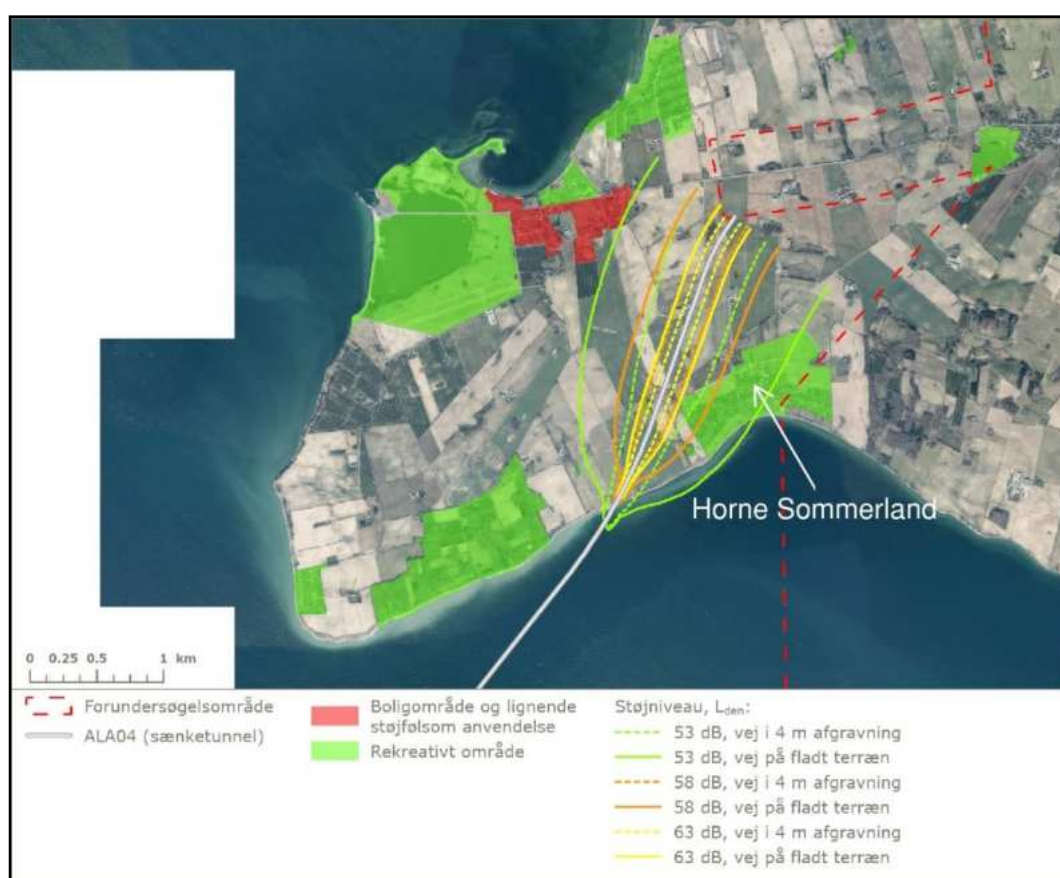 Horne Sommerland
0 0.25 0.5 1 km
Forundersøgelsesområde
ALA04 (sænketunnel)
Boligområde og lignende
støjfølsom anvendelse
Rekreativt område
Støjniveau, Lden:
53 dB, vej i 4 m afgravning
53 dB, vej på fladt terræn
58 dB, vej i 4 m afgravning
58 dB, vej på fladt terræn
63 dB, vej i 4 m afgravning
63 dB, vej på fladt terræn